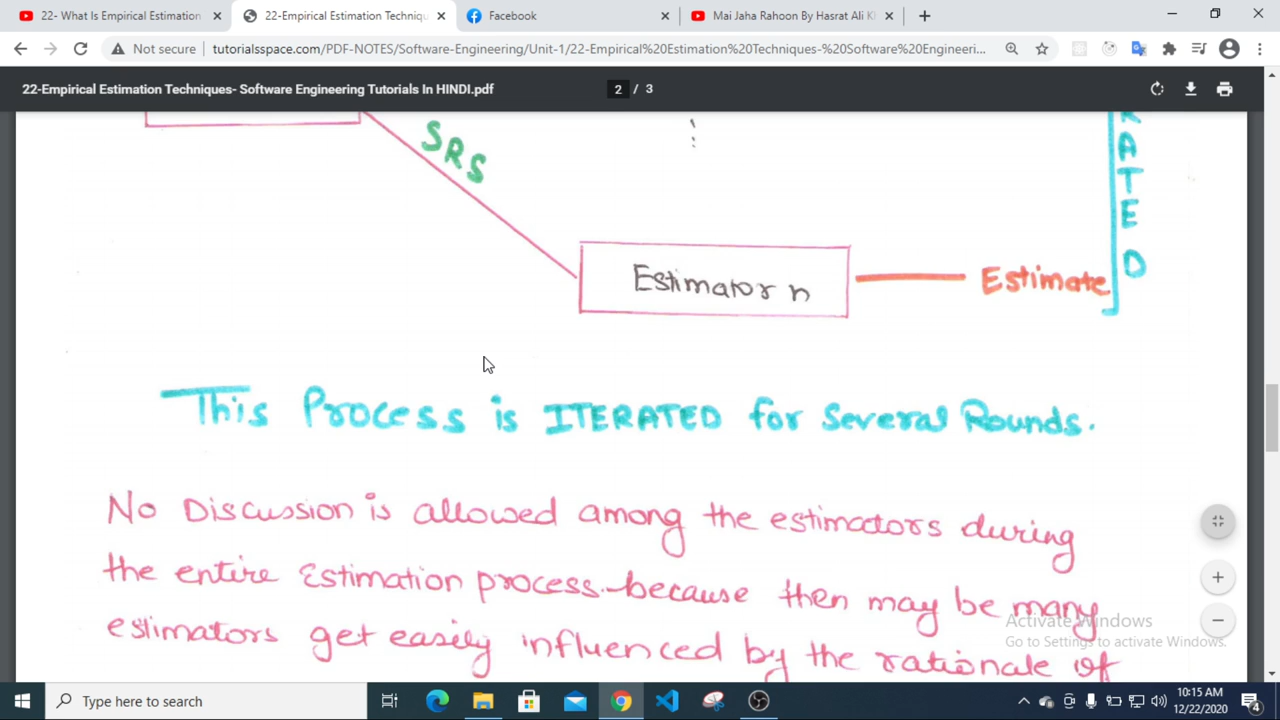 22- What Is Empirical Estimation
22-Empirical Estimation Techniqu
Facebook
Mai Jaha Rahoon By Hasrat Ali K
Not secure
tutorialsspace.com/PDF-NOTES/Software-Engineering/Unit-1/22-Empirical%20Estimation%20Techniques-%20Software%20Engineeri...
22-Empirical Estimation Techniques- Software Engineering Tutorials In HINDI.pdf
2 / 3
SRS
RATED
Estimator n
Estimate
This Process is ITERATED for Several Rounds.
No Discussion is allowed among the estimators during
the entire Estimation process. because then may be many
estimators get easily influenced by the rationale of
Activate Windows
Go to Settings to activate Windows.
Type here to search
10:15 AM
12/22/2020
4